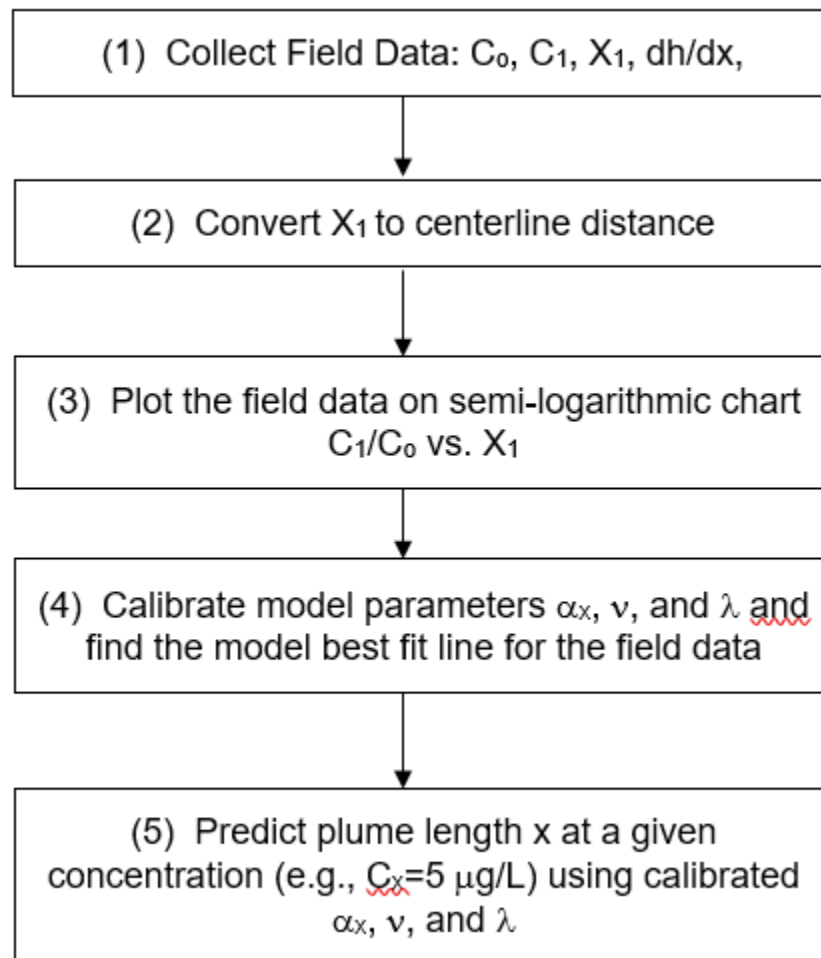 (1) Collect Field Data: C₀, C₁, X₁, dh/dx,
(2) Convert X₁ to centerline distance
(3) Plot the field data on semi-logarithmic chart
C₁/C₀ vs. X₁
(4) Calibrate model parameters αx, ν, and λ and
find the model best fit line for the field data
(5) Predict plume length x at a given
concentration (e.g., Cx=5 μg/L) using calibrated
αx, ν, and λ